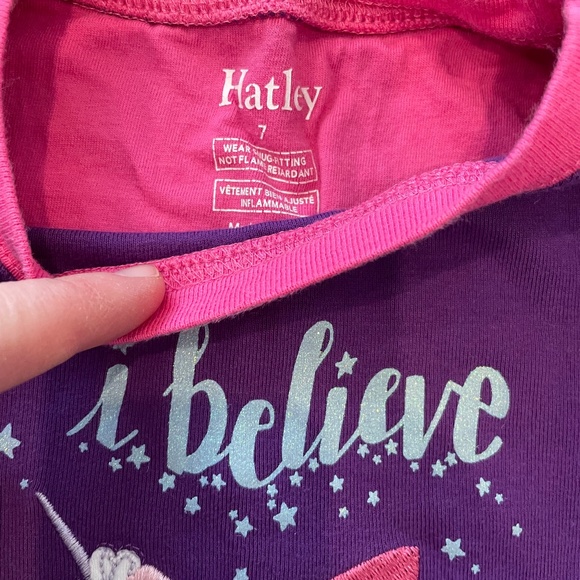 Hatley
7
WEAR SNUG-FITTING
NOT FLAME RETARDANT
VÊTEMENT BIEN AJUSTÉ
INFLAMMABLE
i believe